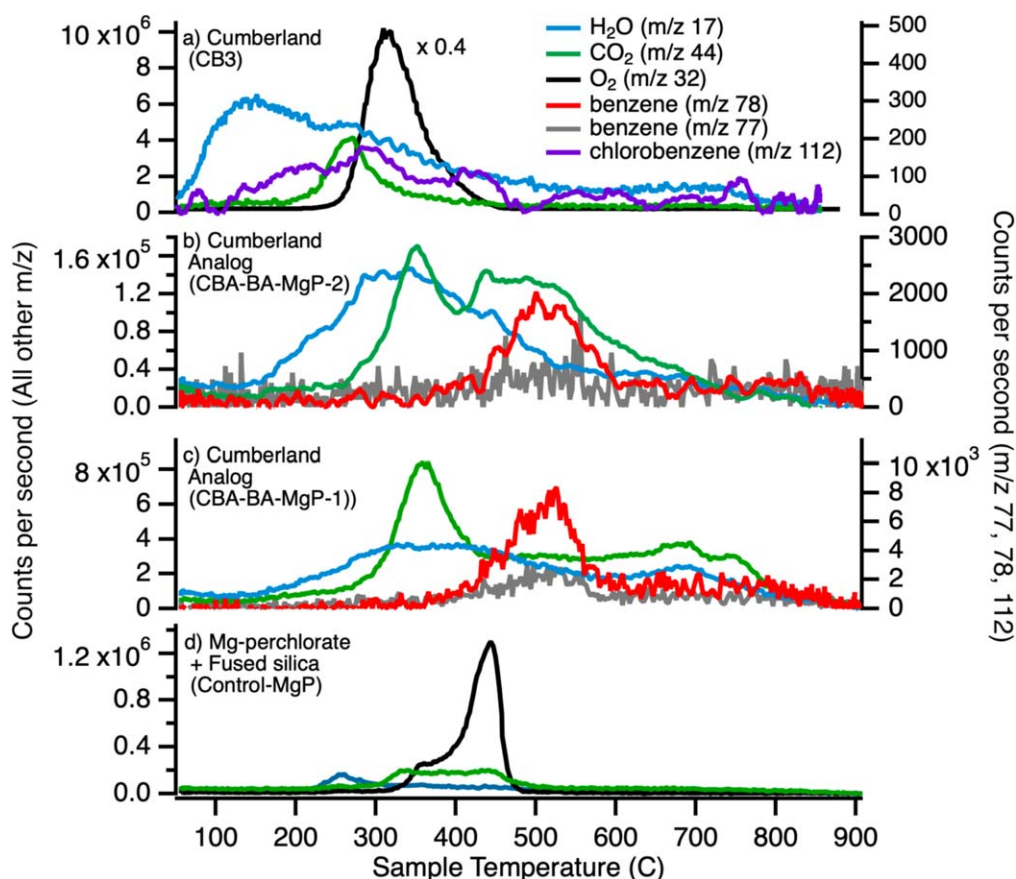 10 x10⁶
8
6
4
2
0
a) Cumberland
(CB3)
x 0.4
H₂O (m/z 17)
CO₂ (m/z 44)
O₂ (m/z 32)
benzene (m/z 78)
benzene (m/z 77)
chlorobenzene (m/z 112)
500
400
300
200
100
0
b) Cumberland
Analog
(CBA-BA-MgP-2)
1.6 x10⁵
1.2
0.8
0.4
0.0
3000
2000
1000
0
c) Cumberland
Analog
(CBA-BA-MgP-1))
8 x10⁵
6
4
2
0
10 x10³
8
6
4
2
0
d) Mg-perchlorate
+ Fused silica
(Control-MgP)
1.2 x10⁶
0.8
0.4
0.0
100 200 300 400 500 600 700 800 900
Sample Temperature (C)
Counts per second (All other m/z)
Counts per second (m/z 77, 78, 112)